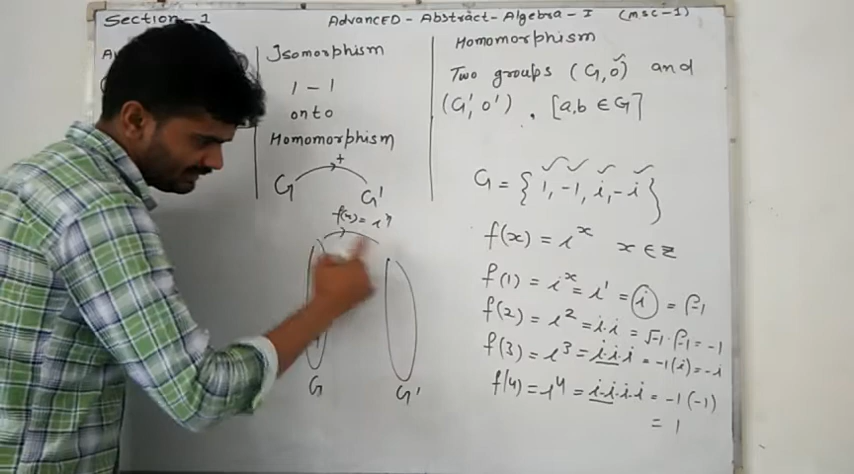 Section-1
Advanced-Abstract-Algebra-I (msc-1)
Isomorphism
1-1
onto
Homomorphism
G
+
G'
G
G'
Homomorphism
Two groups (G,o) and
(G',o'). [a,b ∈ G]
G = {1, -1, i, -i}
f(x) = i^x x ∈ Z
f(1) = i^x = i' = i = √-1
f(2) = i^2 = i.i = √-1 . √-1 = -1
f(3) = i^3 = i.i.i = -1(i) = -i
f(4) = i^4 = i.i.i.i = -1(-1)
= 1